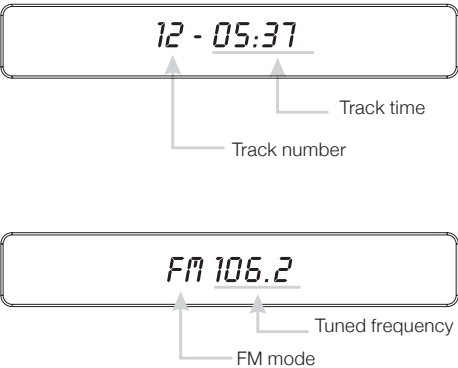 12 - 05:37
Track time
Track number
FM 106.2
Tuned frequency
FM mode